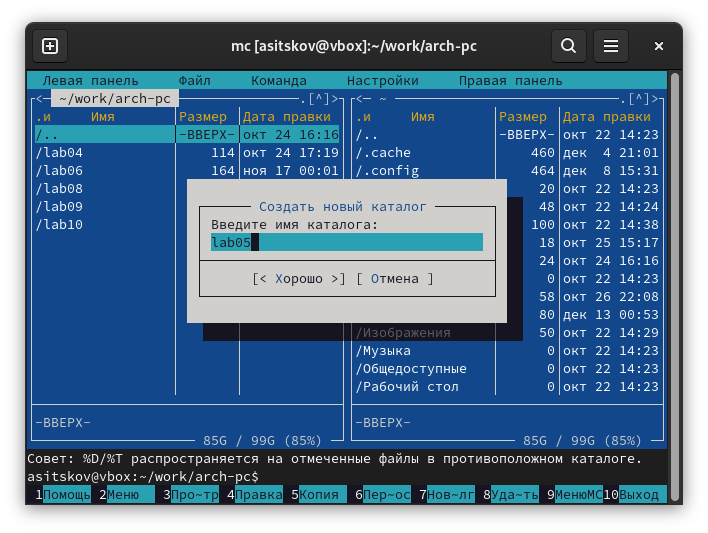 mc [asitskov@vbox]:~/work/arch-pc
Левая панель Файл Команда Настройки Правая панель
<- ~/work/arch-pc .[^]> <- ~ .[^]>
.и Имя Размер Дата правки .и Имя Размер Дата правки
/.. -ВВЕРХ- окт 24 16:16 /.. -ВВЕРХ- окт 22 14:23
/lab04 114 окт 24 17:19 /.cache 460 дек 4 21:01
/lab06 164 ноя 17 00:01 /.config 464 дек 8 15:31
/lab08 20 окт 22 14:23
/lab09 48 окт 22 14:24
/lab10 100 окт 22 14:38
18 окт 25 15:17
24 окт 24 16:16
0 окт 22 14:23
58 окт 26 22:08
80 дек 13 00:53
/Изображения 50 окт 22 14:29
/Музыка 0 окт 22 14:23
/Общедоступные 0 окт 22 14:23
/Рабочий стол 0 окт 22 14:23
Создать новый каталог
Введите имя каталога:
lab05
[< Хорошо >] [ Отмена ]
-ВВЕРХ- -ВВЕРХ-
85G / 99G (85%) 85G / 99G (85%)
Совет: %D/%T распространяется на отмеченные файлы в противоположном каталоге.
asitskov@vbox:~/work/arch-pc$
1Помощь 2Меню 3Про~тр 4Правка 5Копия 6Пер~ос 7Нов~лг 8Уда~ть 9МенюMC 10Выход